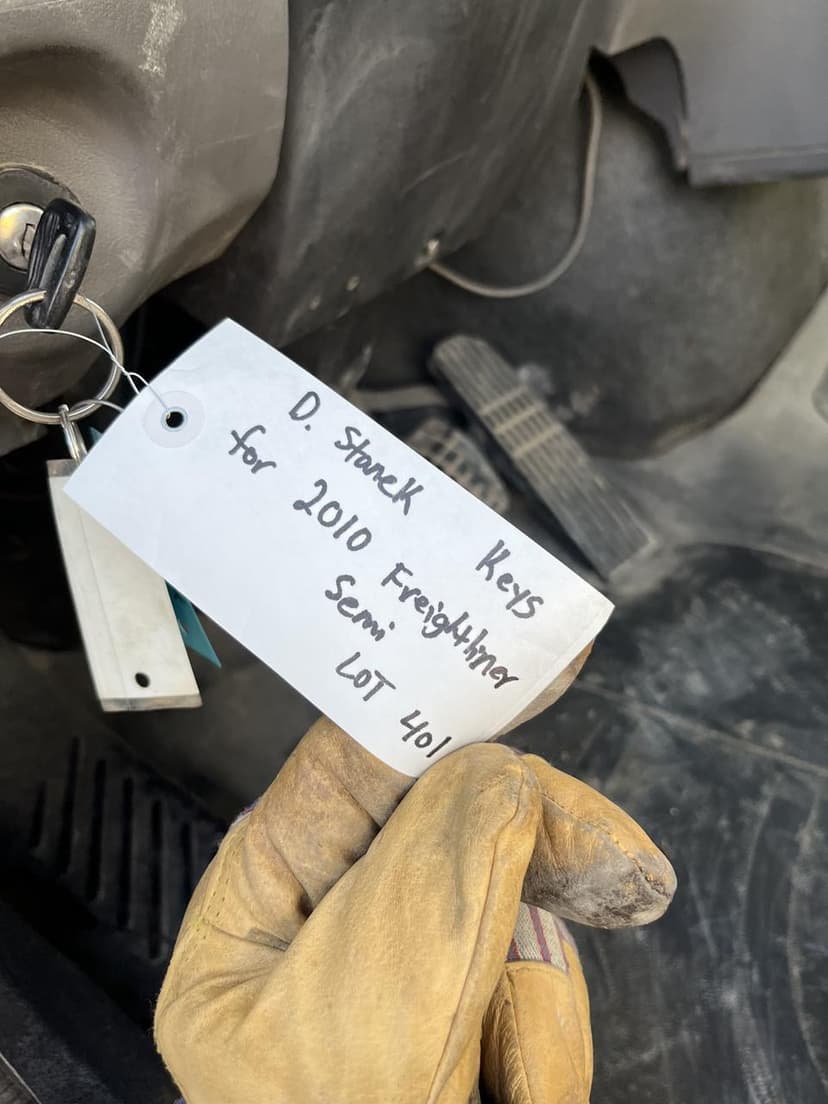 D. Stanek Keys
for 2010 Freightliner
Semi
LOT 401